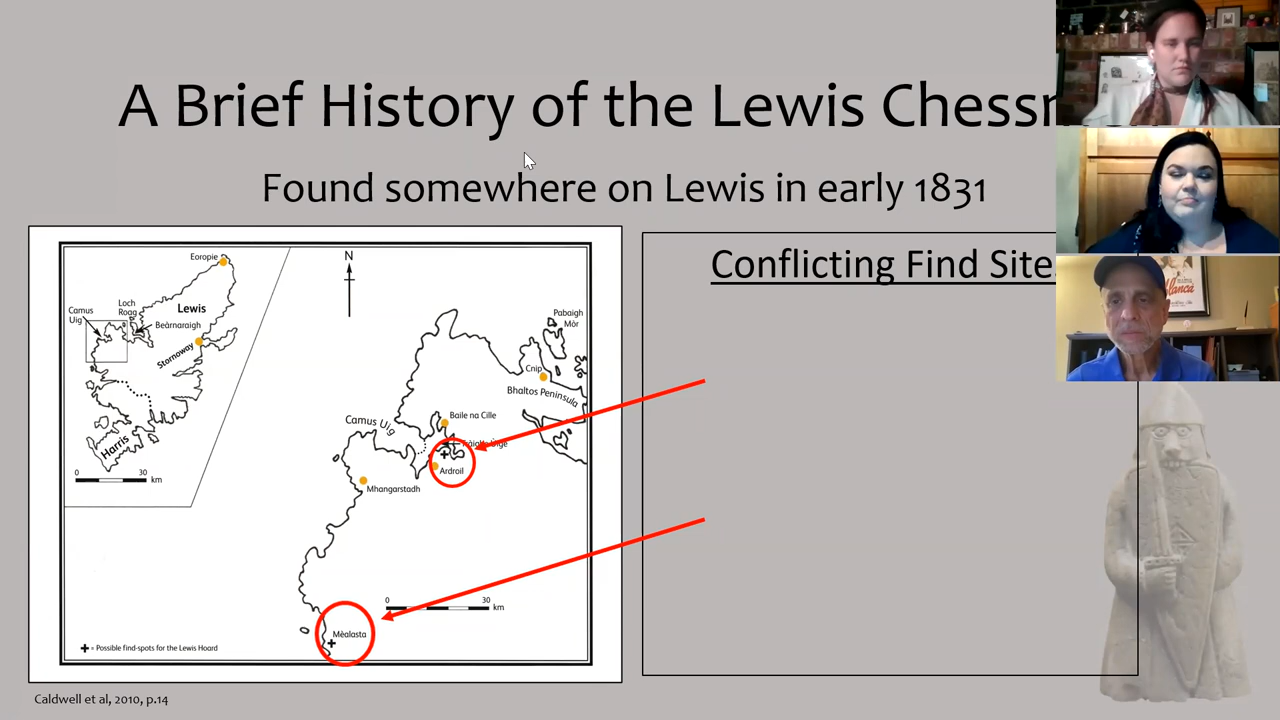 A Brief History of the Lewis Chessm
Found somewhere on Lewis in early 1831
Conflicting Find Site
Eoropie
Camus
Uig
Loch
Roag
Lewis
Beàrnaraigh
Stornoway
Harris
0 30
km
N
Pabaigh
Mòr
Cnip
Bhaltos Peninsula
Camus Uig
Baile na Cille
Ardroil
Mhangarstadh
0 30
km
Mèalasta
= Possible find-spots for the Lewis Hoard
Caldwell et al, 2010, p.14